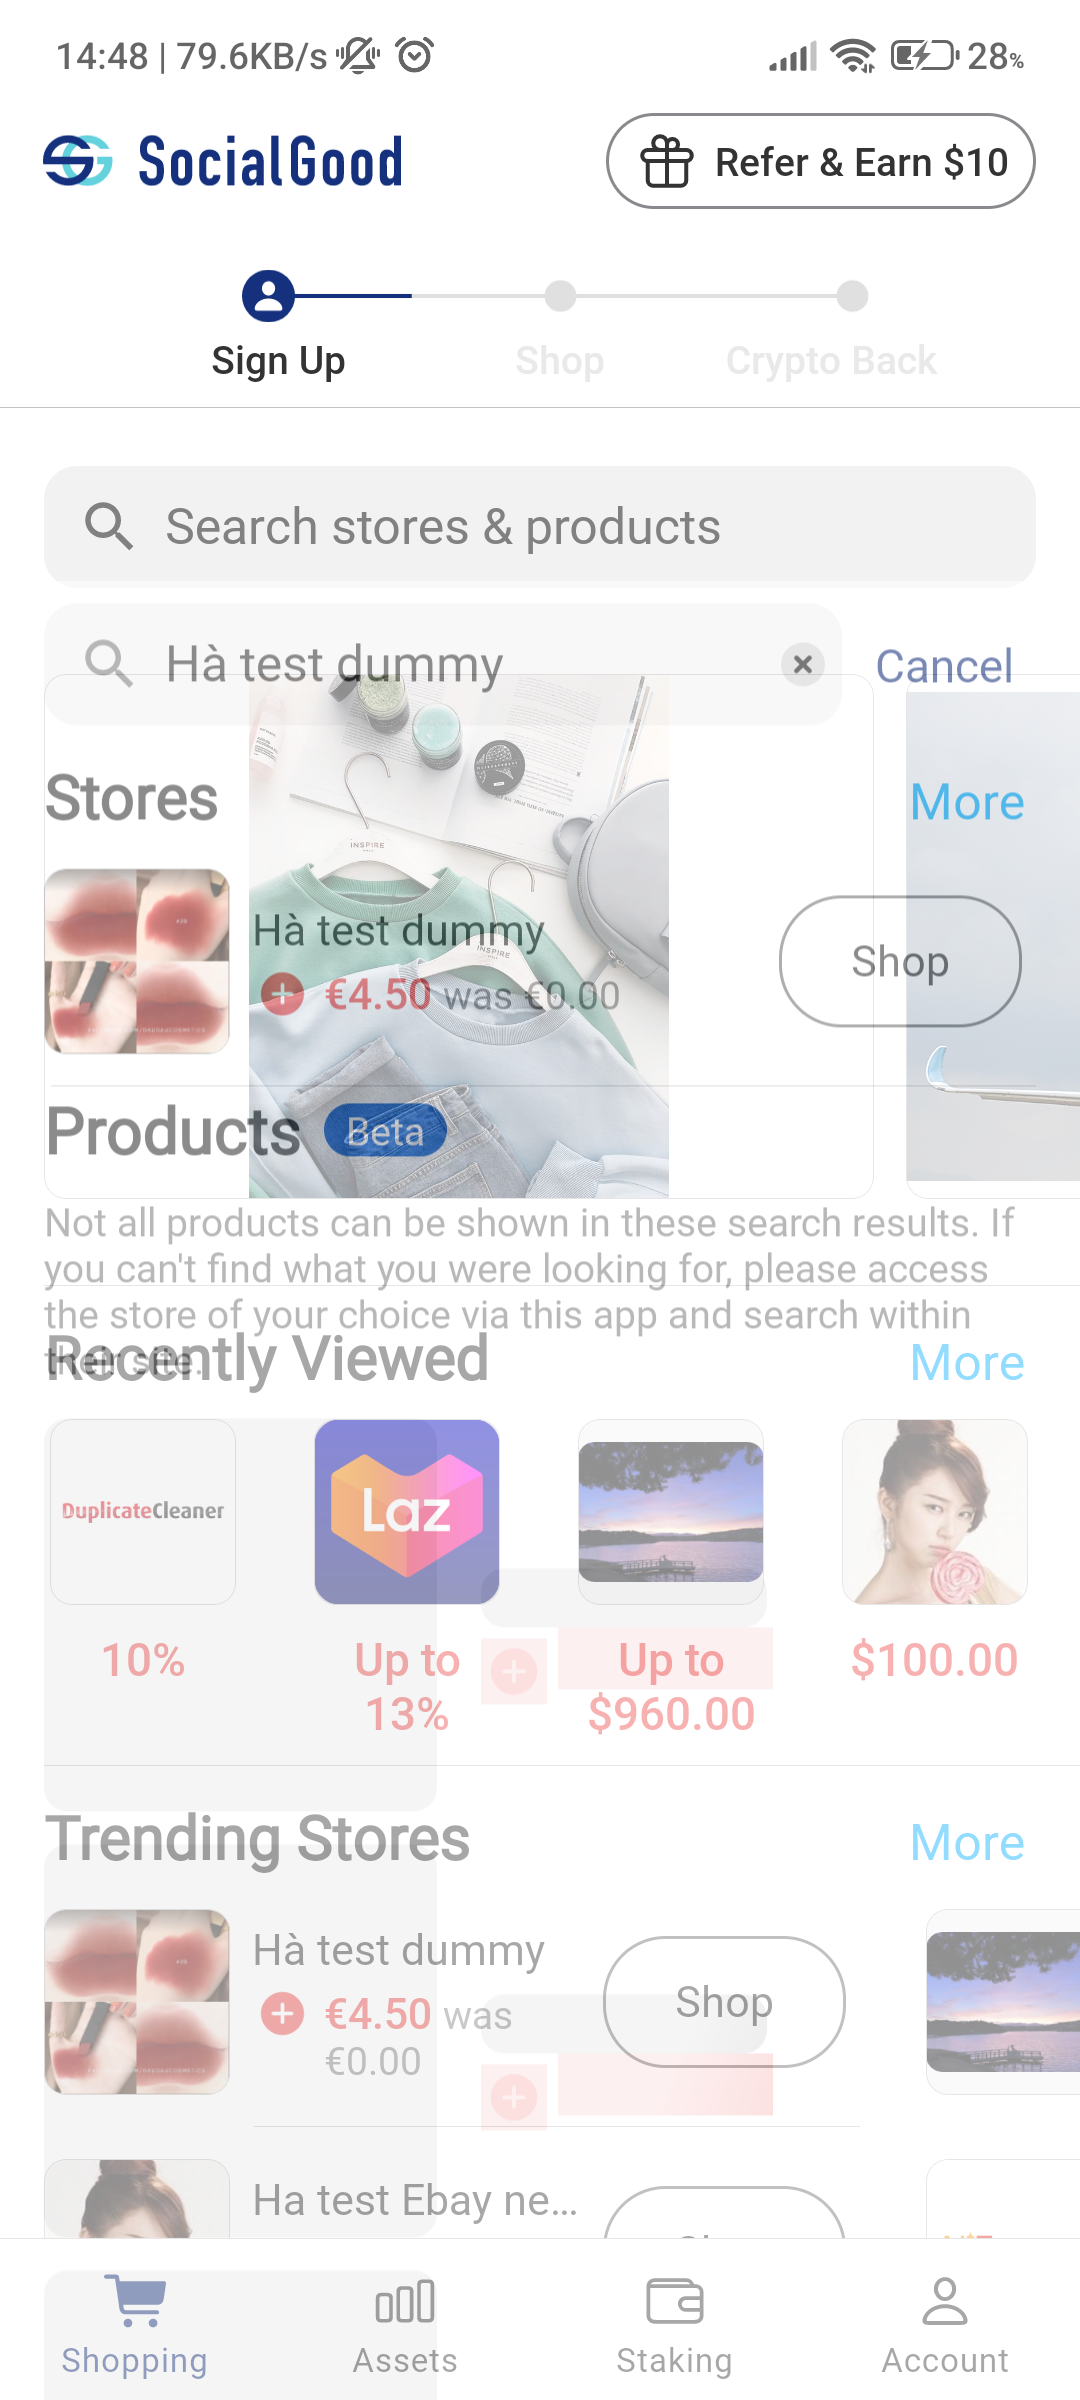 14:48 | 79.6KB/s
28%
SocialGood
Refer & Earn $10
Sign Up
Shop
Crypto Back
Search stores & products
Hà test dummy
Cancel
Stores
More
INSPIRE
Hà test dummy
INSPIRE
€4.50 was €0.00
Shop
Products
Beta
Not all products can be shown in these search results. If
you can't find what you were looking for, please access
the store of your choice via this app and search within
their site.
Recently Viewed
More
DuplicateCleaner
Laz
10%
Up to
13%
Up to
$960.00
$100.00
Trending Stores
More
Hà test dummy
€4.50 was
€0.00
Shop
Ha test Ebay ne...
Shopping
Assets
Staking
Account